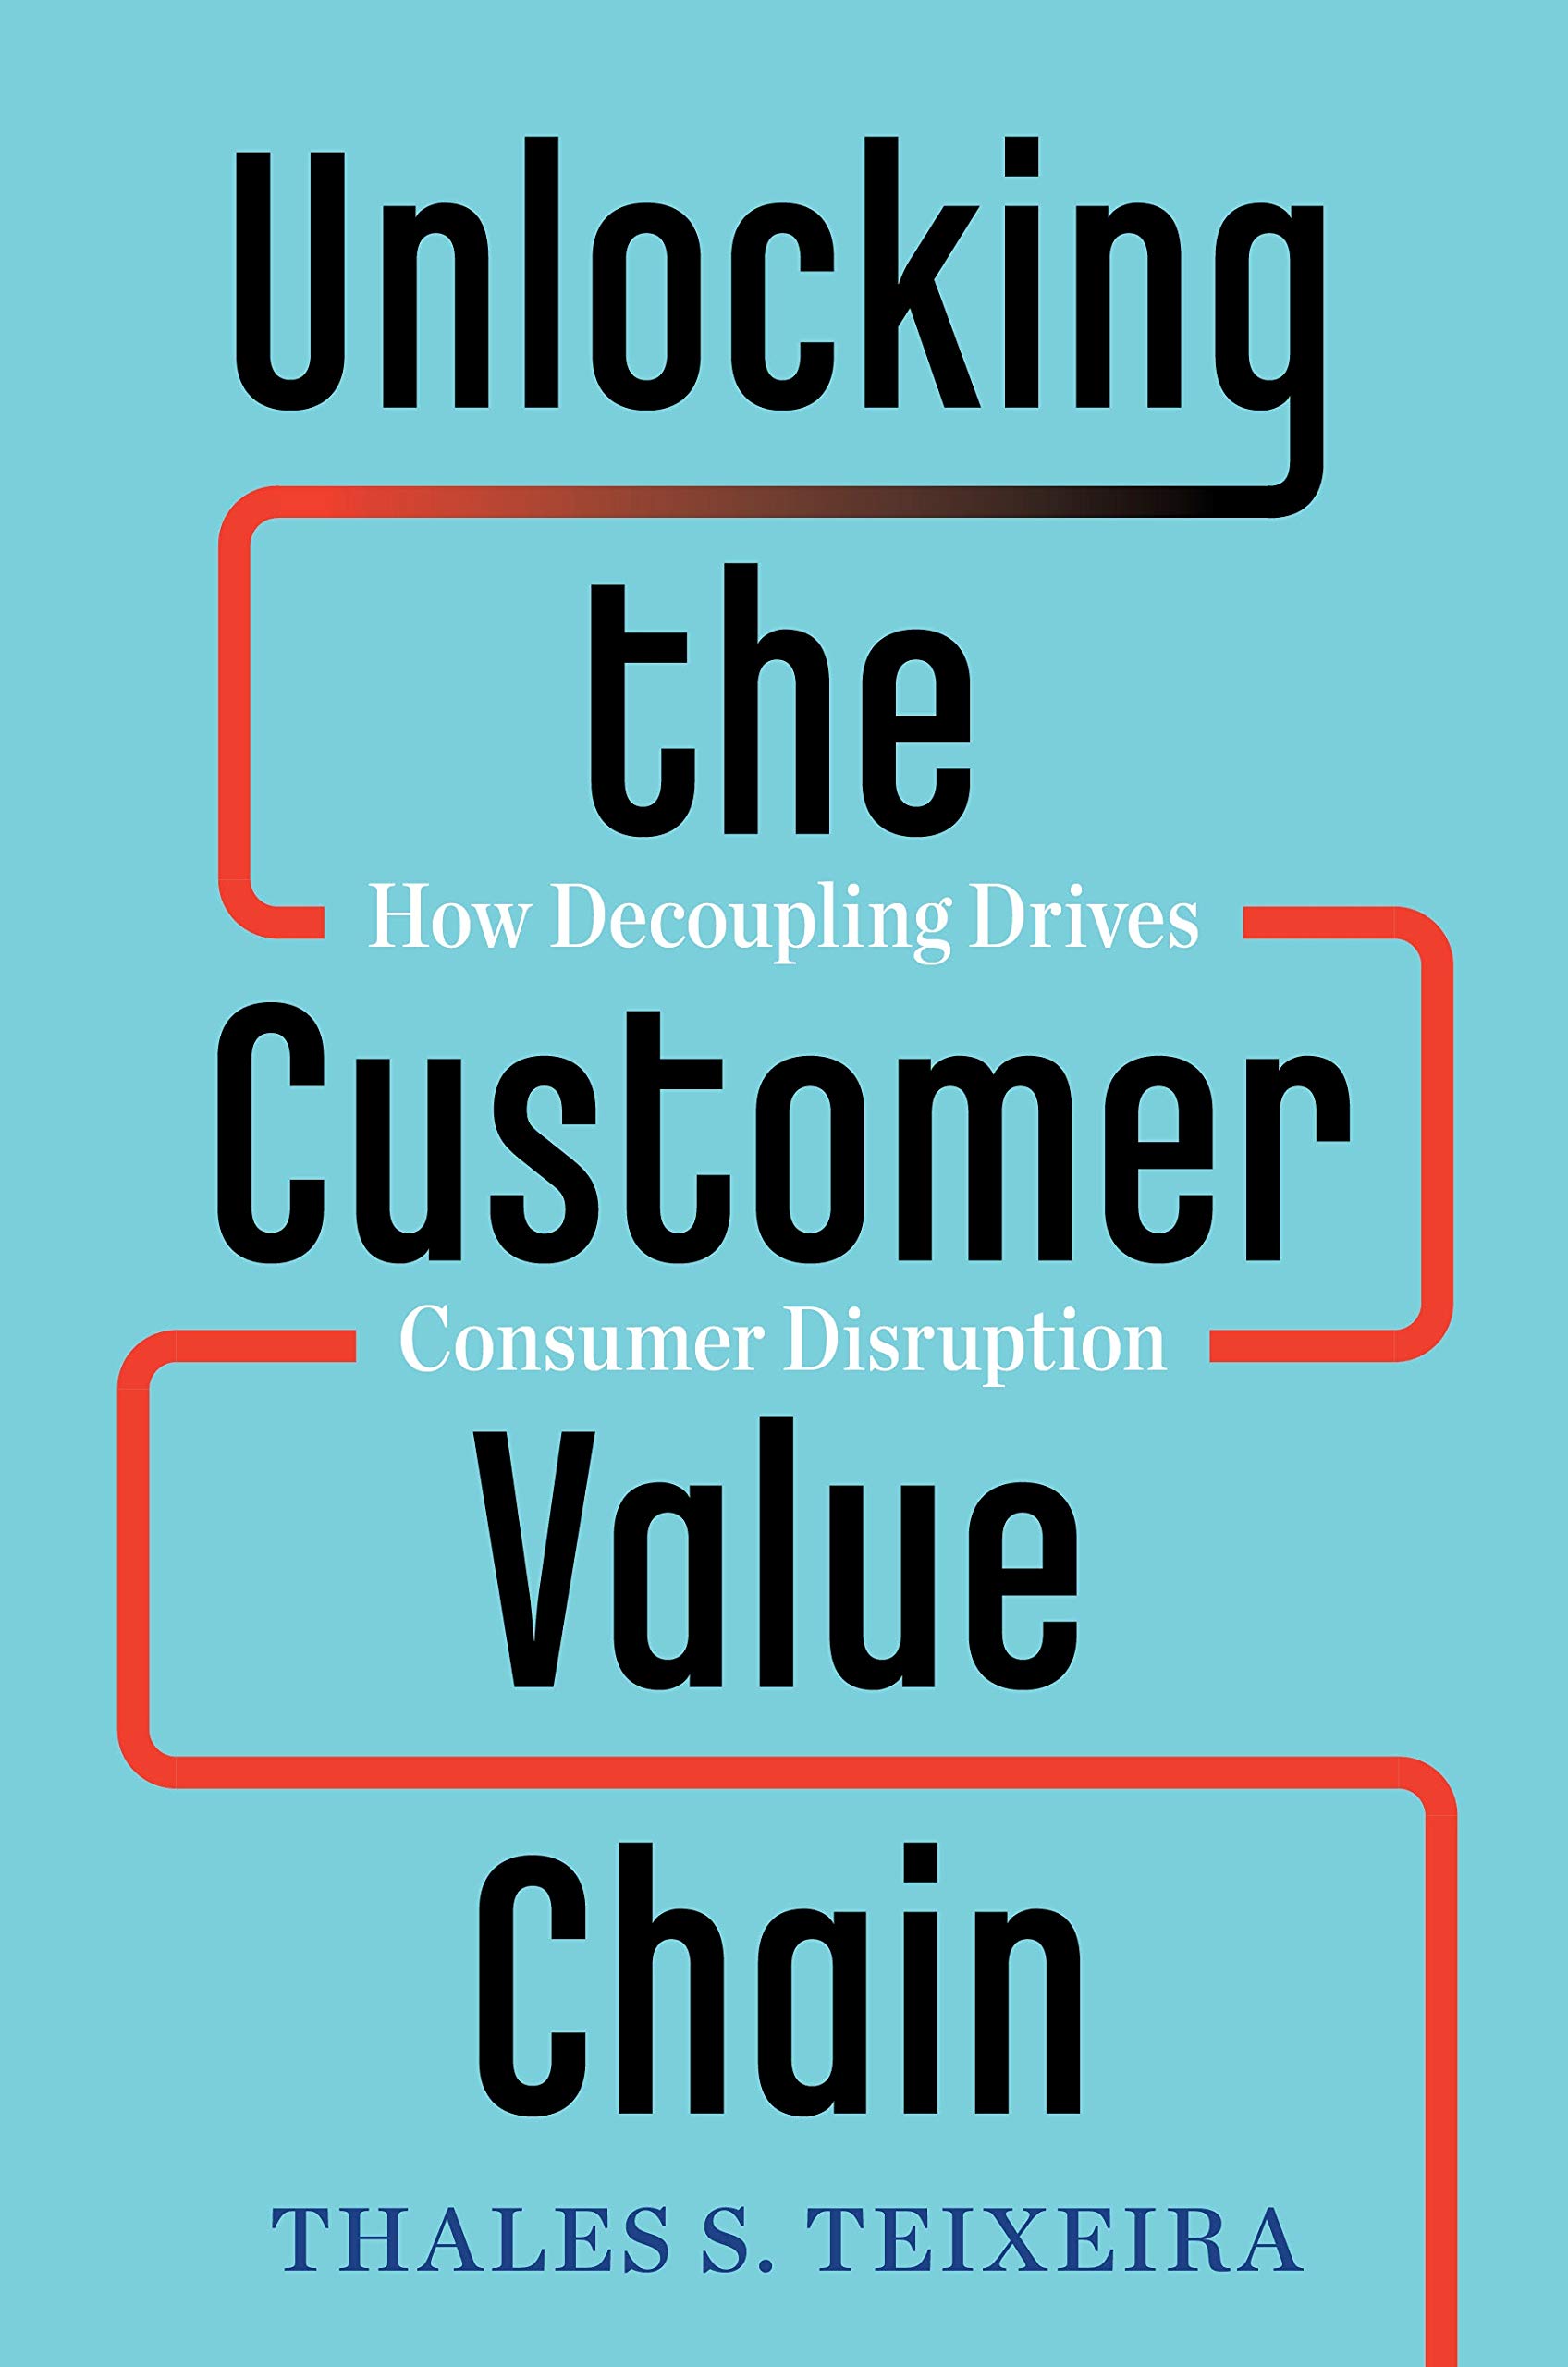 Unlocking
the
How Decoupling Drives
Customer
Consumer Disruption
Value
Chain
THALES S. TEIXEIRA